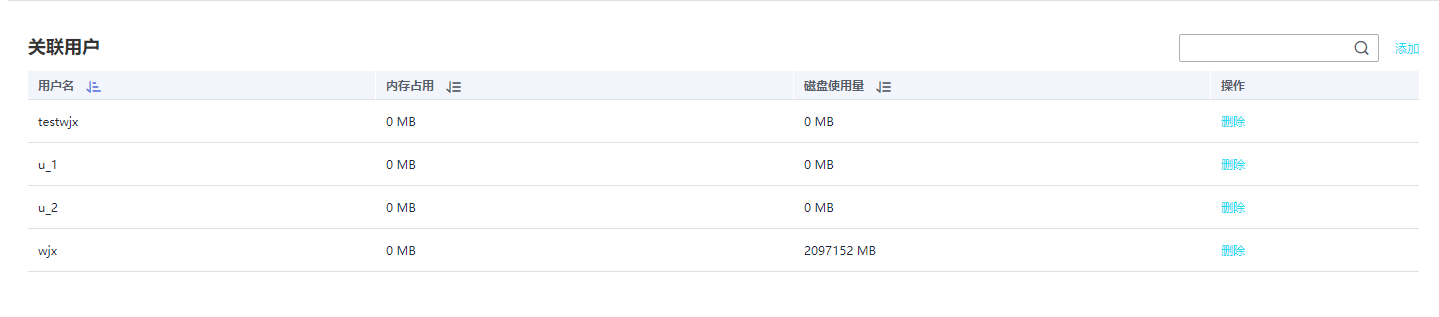 关联用户
添加
用户名 内存占用 磁盘使用量 操作
testwjx 0 MB 0 MB 删除
u_1 0 MB 0 MB 删除
u_2 0 MB 0 MB 删除
wjx 0 MB 2097152 MB 删除